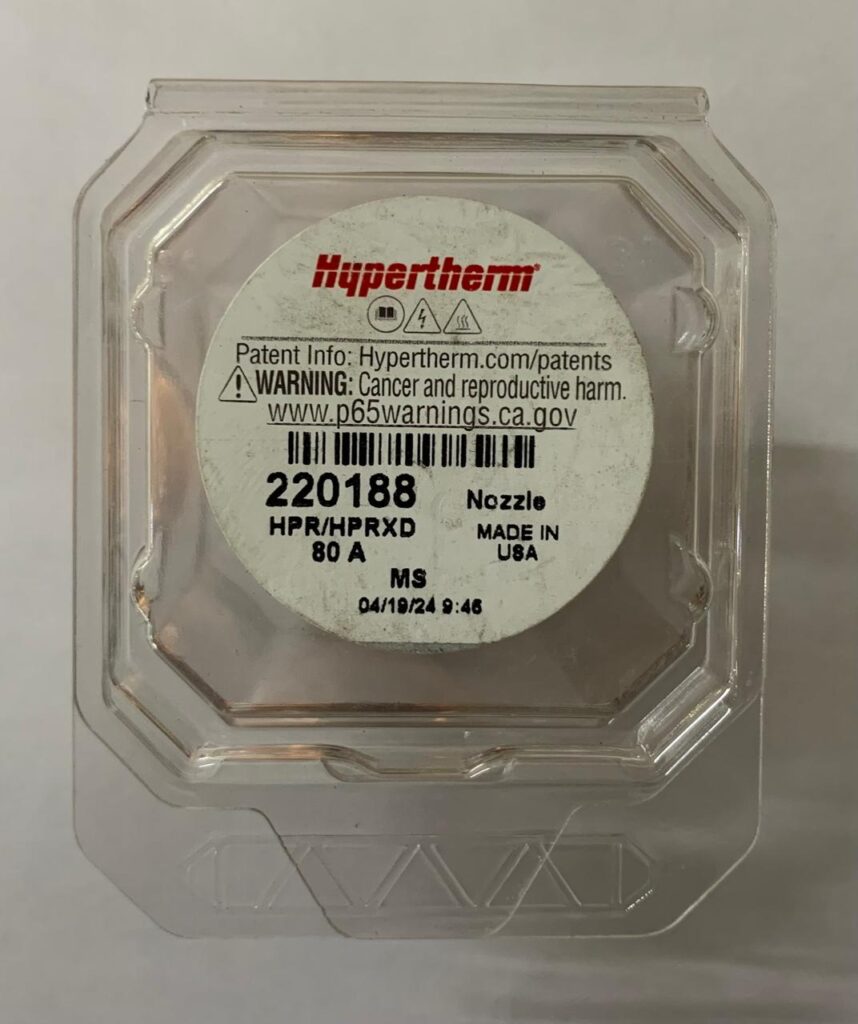 Hypertherm®
Patent Info: Hypertherm.com/patents
WARNING: Cancer and reproductive harm.
www.p65warnings.ca.gov
220188 Nozzle
HPR/HPRXD MADE IN
80 A USA
MS
04/19/24 9:46